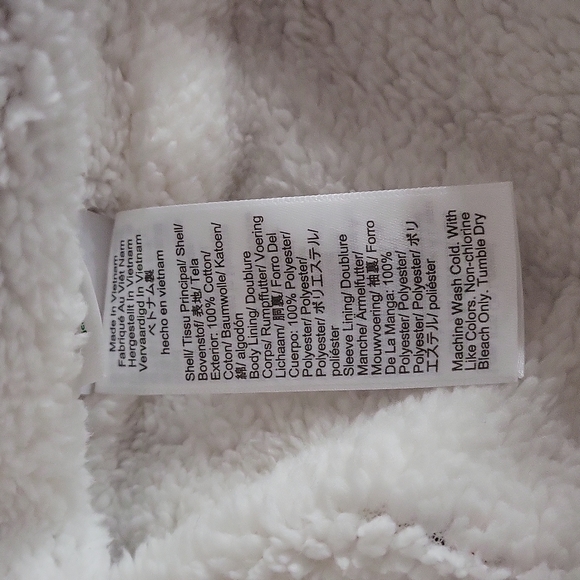 Made In Vietnam
Fabriqué Au Viêt Nam
Hergestellt In Vietnam
Vervaardigd In Vietnam
ベトナム製
hecho en vietnam
Shell/ Tissu Principal/ Shell/
Bovenstof/ 表地/ Tela
Exterior: 100% Cotton/
Coton/ Baumwolle/ Katoen/
綿/ algodón
Body Lining/ Doublure
Corps/ Rumpffutter/ Voering
Lichaam/ 胴裏/ Forro Del
Cuerpo: 100% Polyester/
Polyester/ Polyester/
Polyester/ ポリエステル/
poliéster
Sleeve Lining/ Doublure
Manche/ Ärmelfutter/
Mouwvoering/ 袖裏/ Forro
De La Manga: 100%
Polyester/ Polyester/
Polyester/ Polyester/ ポリ
エステル/ poliéster
Machine Wash Cold. With
Like Colors. Non-chlorine
Bleach Only, Tumble Dry